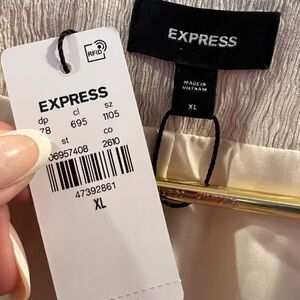 RFID
EXPRESS
dp cl sz
78 695 1105
st co
06957408 2610
47392861
XL
EXPRESS
MADE IN
VIETNAM
XL